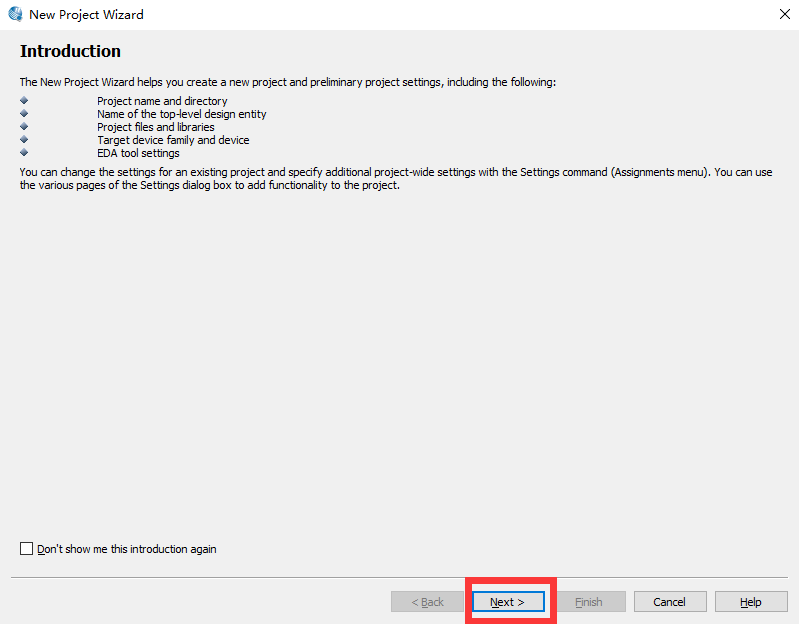 New Project Wizard
Introduction
The New Project Wizard helps you create a new project and preliminary project settings, including the following:
Project name and directory
Name of the top-level design entity
Project files and libraries
Target device family and device
EDA tool settings
You can change the settings for an existing project and specify additional project-wide settings with the Settings command (Assignments menu). You can use
the various pages of the Settings dialog box to add functionality to the project.
Don't show me this introduction again
< Back Next > Finish Cancel Help